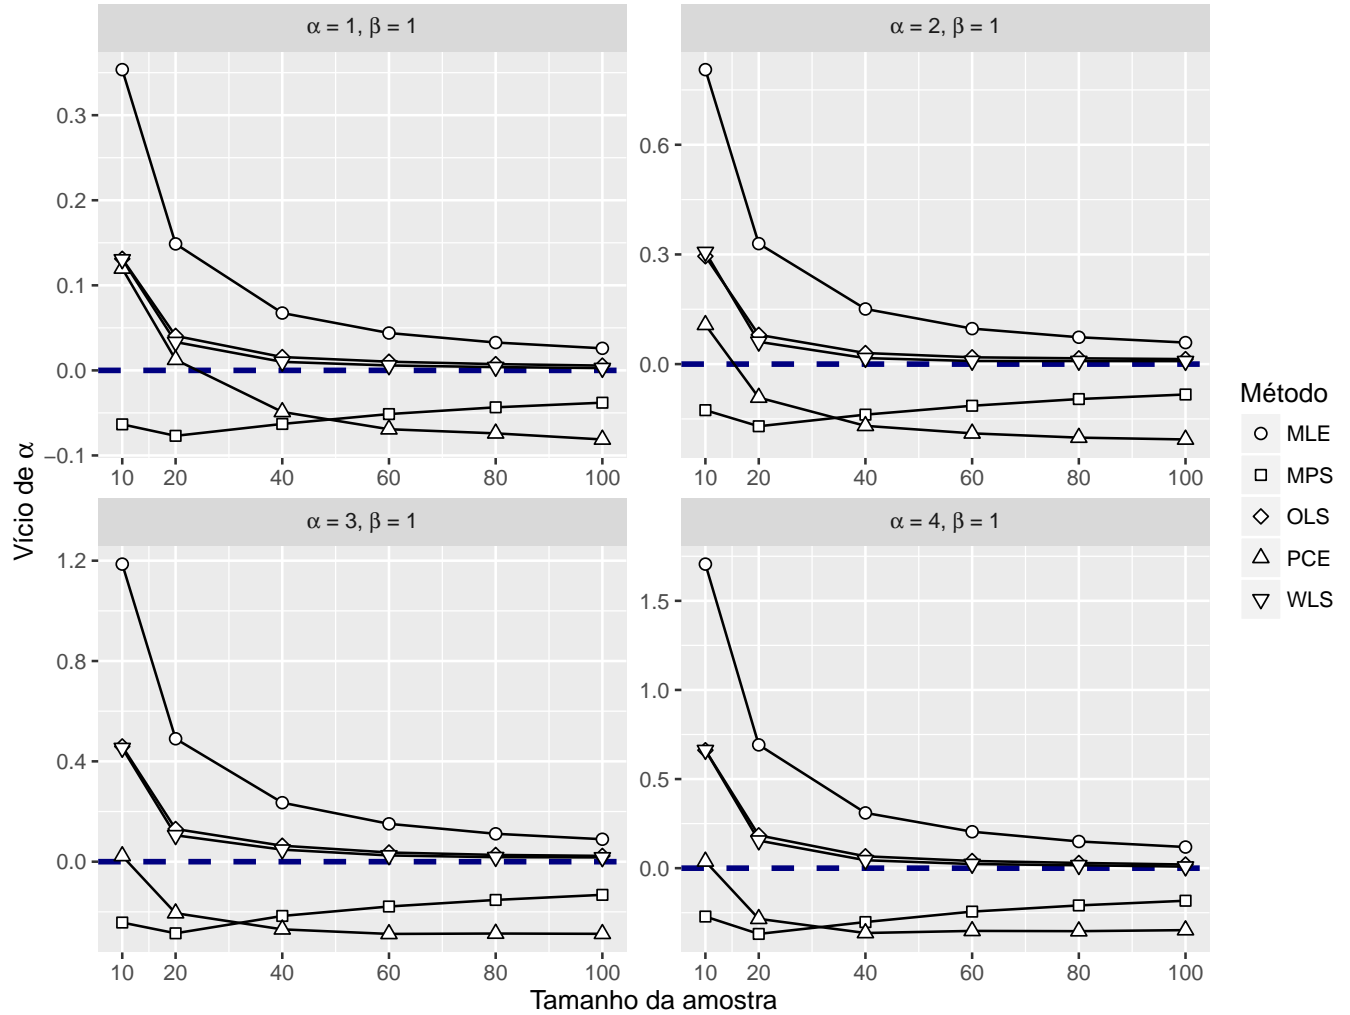 α = 1, β = 1
α = 2, β = 1
0.3
0.2
0.1
0.0
−0.1
10 20 40 60 80 100
0.6
0.3
0.0
10 20 40 60 80 100
α = 3, β = 1
α = 4, β = 1
1.2
0.8
0.4
0.0
10 20 40 60 80 100
1.5
1.0
0.5
0.0
10 20 40 60 80 100
Vício de α
Tamanho da amostra
Método
MLE
MPS
OLS
PCE
WLS